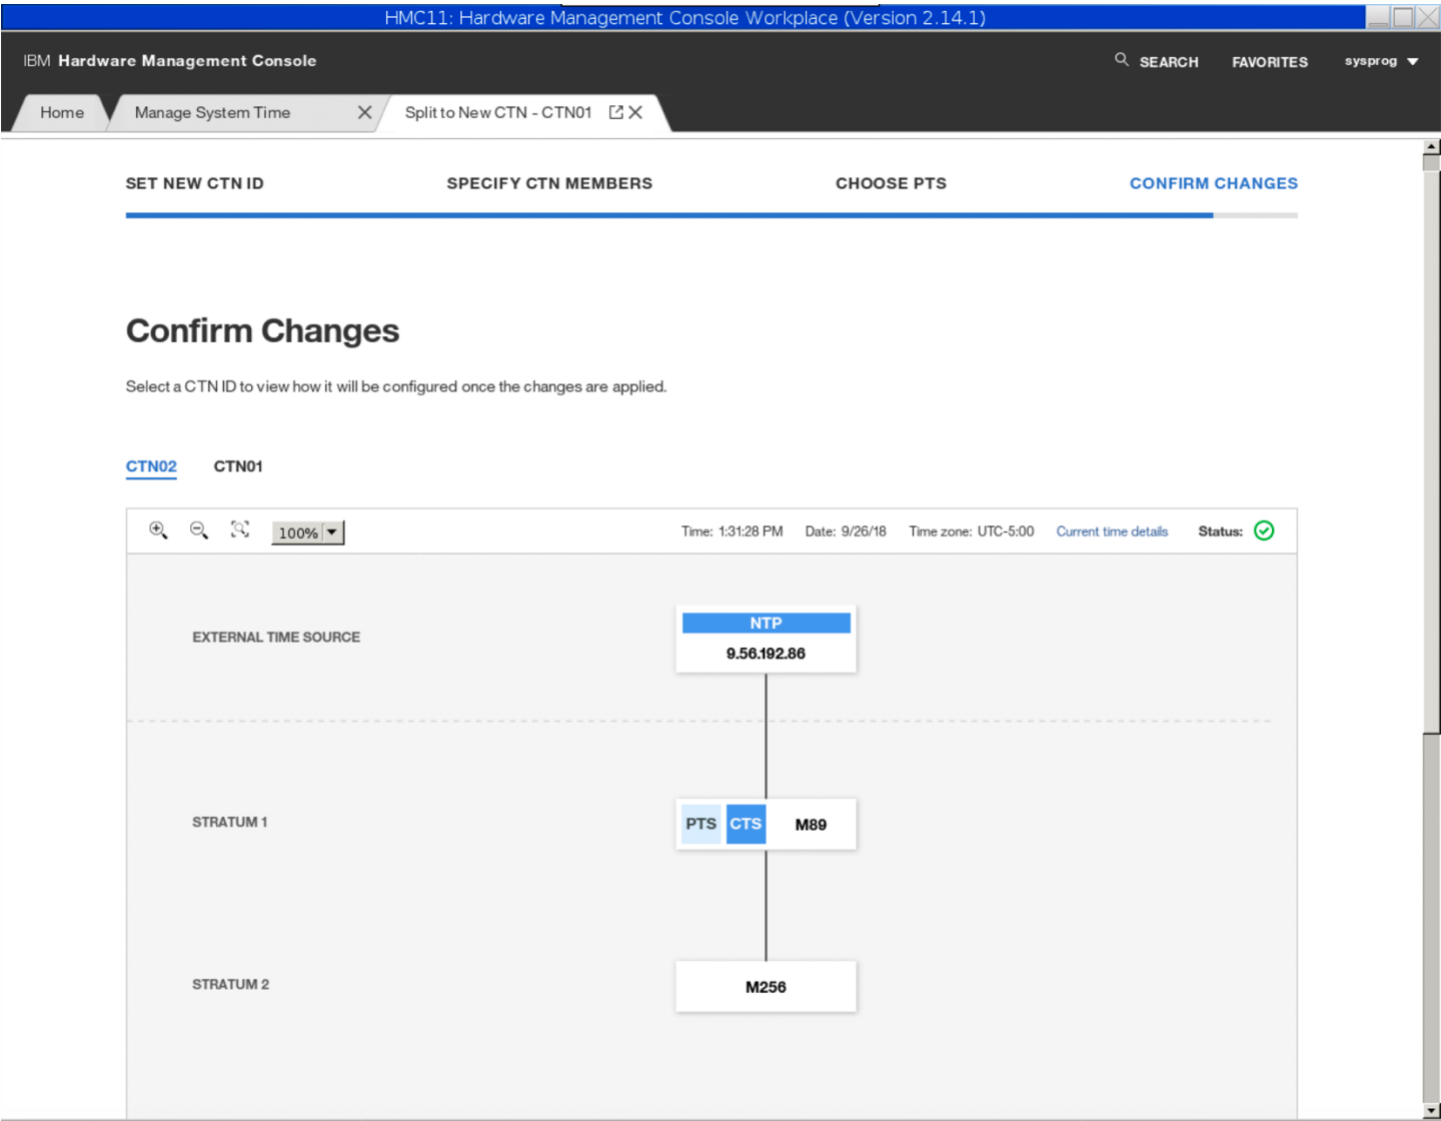 HMC11: Hardware Management Console Workplace (Version 2.14.1)
IBM Hardware Management Console
SEARCH FAVORITES sysprog
Home Manage System Time Split to New CTN - CTN01
SET NEW CTN ID SPECIFY CTN MEMBERS CHOOSE PTS CONFIRM CHANGES
Confirm Changes
Select a CTN ID to view how it will be configured once the changes are applied.
CTN02 CTN01
100% Time: 1:31:28 PM Date: 9/26/18 Time zone: UTC-5:00 Current time details Status:
NTP
EXTERNAL TIME SOURCE
9.56.192.86
STRATUM 1 PTS CTS M89
STRATUM 2 M256